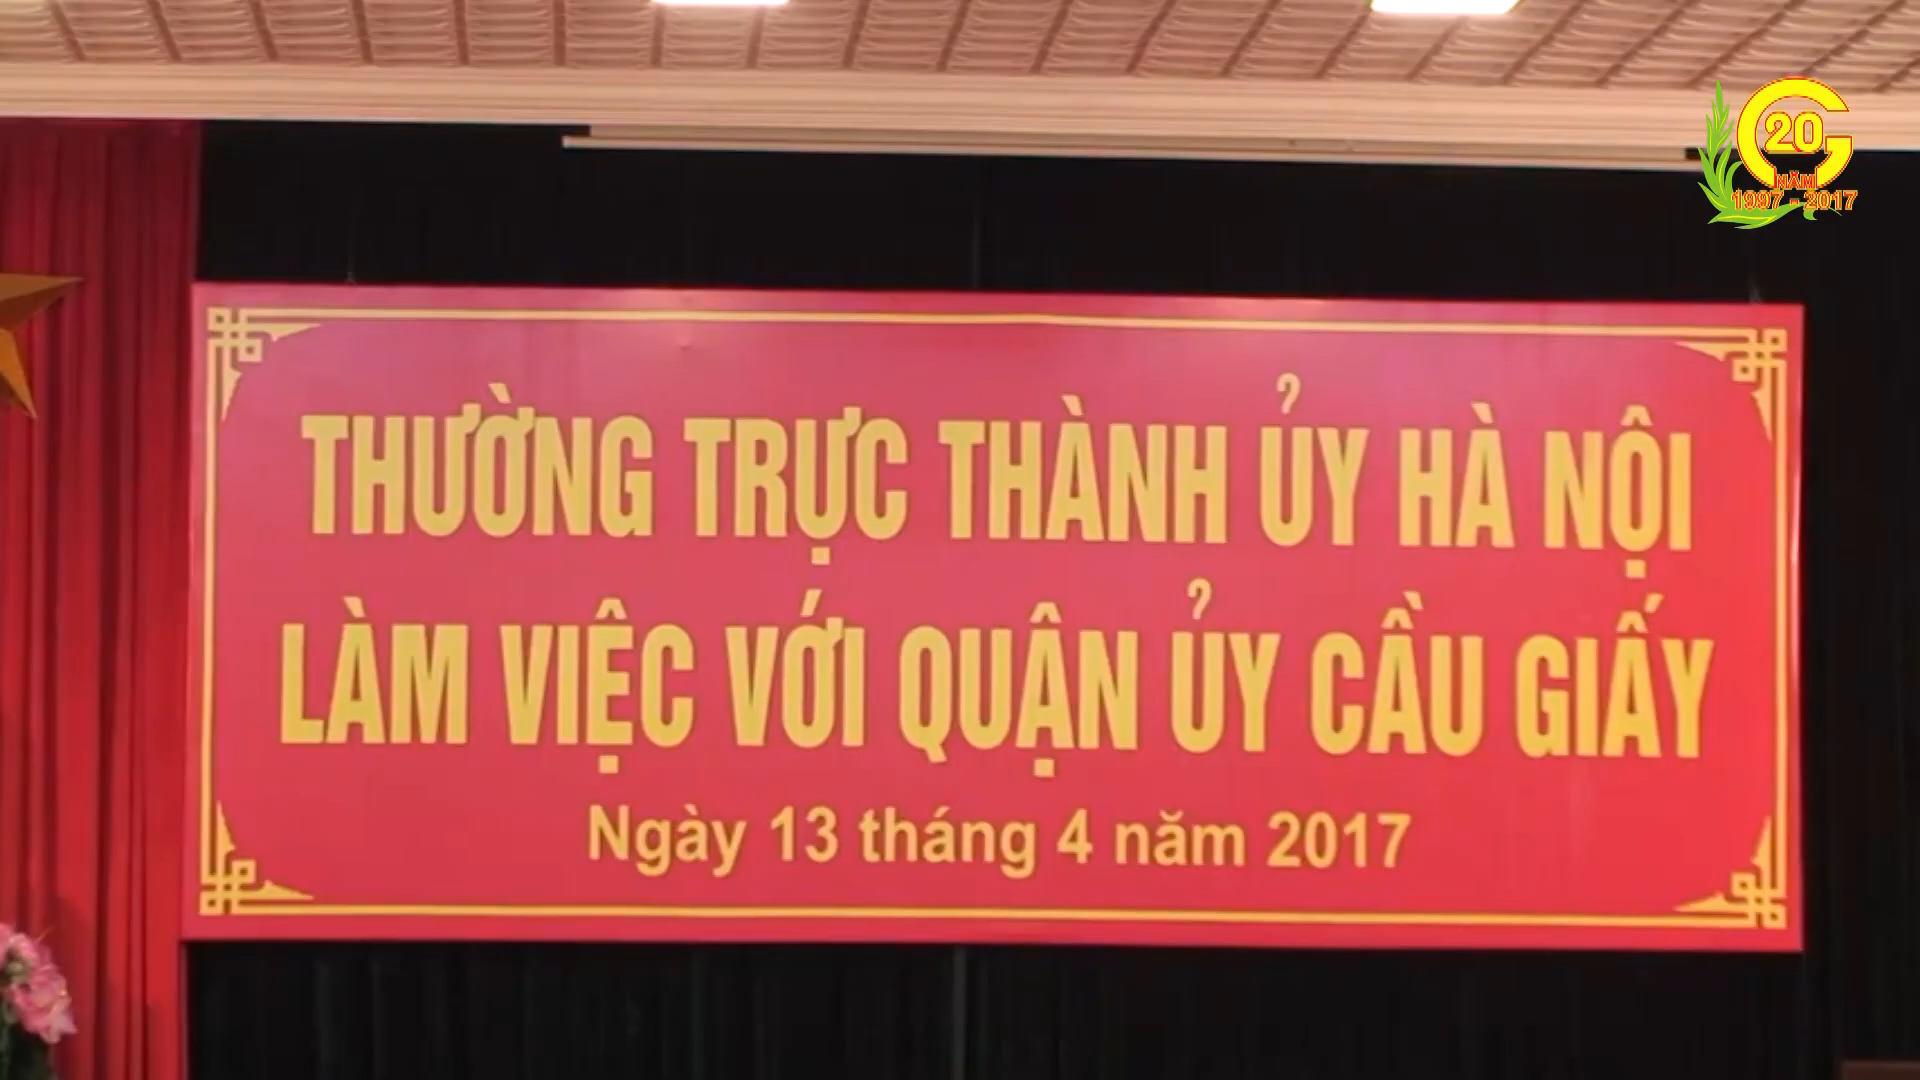 20
NĂM
1997 - 2017
THƯỜNG TRỰC THÀNH ỦY HÀ NỘI
LÀM VIỆC VỚI QUẬN ỦY CẦU GIẤY
Ngày 13 tháng 4 năm 2017